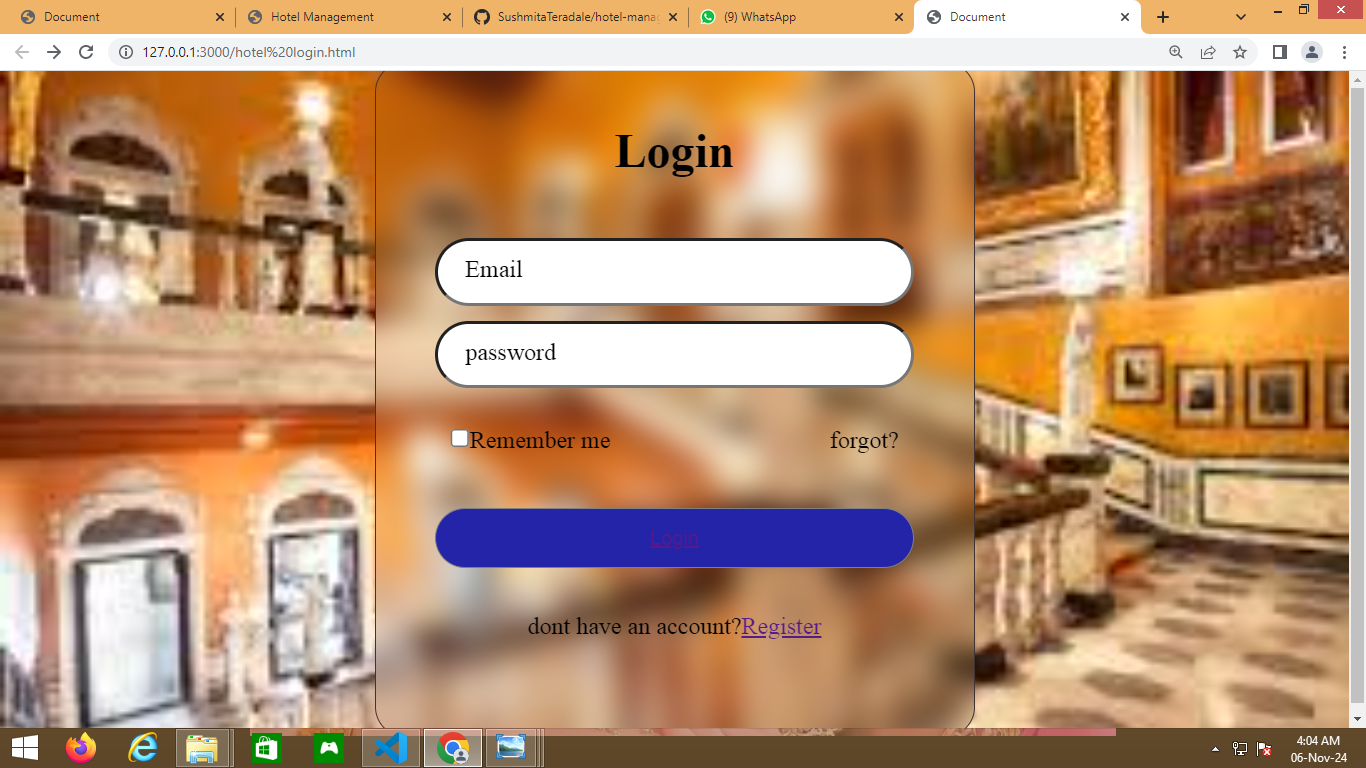 Document
Hotel Management
SushmitaTeradale/hotel-mana
(9) WhatsApp
Document
127.0.0.1:3000/hotel%20login.html
Login
Email
password
Remember me
forgot?
Login
dont have an account?Register
4:04 AM
06-Nov-24